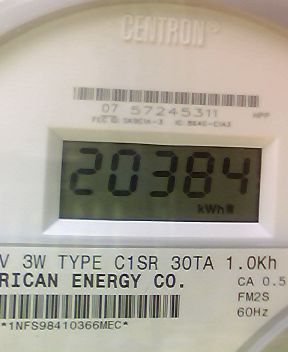 CENTRON®
07 57245311
HPP
20384
kWh
V 3W TYPE C1SR 30TA 1.0Kh
RICAN ENERGY CO.
CA 0.5
FM2S
60Hz
*1NFS98410366MEC*